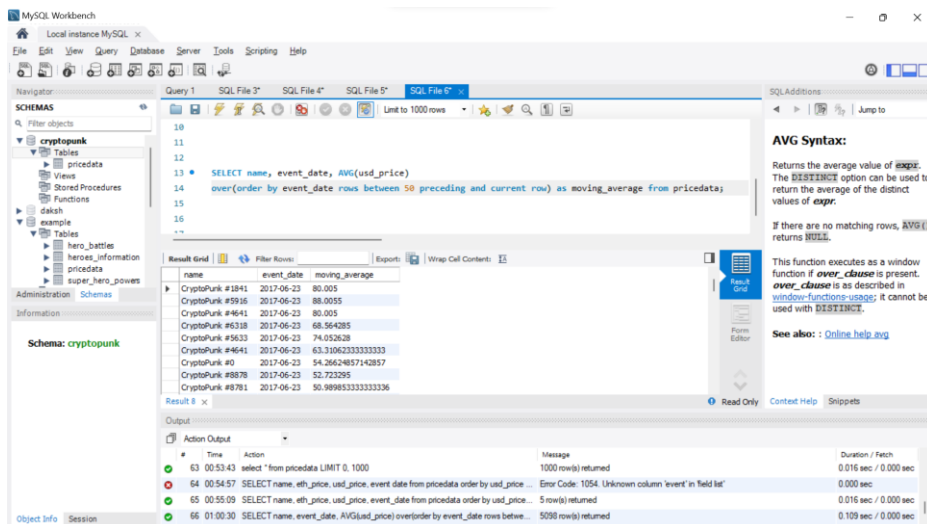 MySQL Workbench
Local instance MySQL ×
File Edit View Query Database Server Tools Scripting Help
Navigator
SCHEMAS
Filter objects
cryptopunk
Tables
pricedata
Views
Stored Procedures
Functions
daksh
example
Tables
hero_battles
heroes_information
pricedata
super_hero_powers
Administration Schemas
Information
Schema: cryptopunk
Object Info Session
Query 1 SQL File 3* SQL File 4* SQL File 5* SQL File 6* ×
Limit to 1000 rows
10
11
12
13 SELECT name, event_date, AVG(usd_price)
14 over(order by event_date rows between 50 preceding and current row) as moving_average from pricedata;
15
16
17
Result Grid Filter Rows: Export: Wrap Cell Content:
name event_date moving_average
CryptoPunk #1841 2017-06-23 80.005
CryptoPunk #5916 2017-06-23 88.0055
CryptoPunk #4641 2017-06-23 80.005
CryptoPunk #6318 2017-06-23 68.564285
CryptoPunk #5633 2017-06-23 74.052628
CryptoPunk #4641 2017-06-23 63.31062333333333
CryptoPunk #0 2017-06-23 54.26624857142857
CryptoPunk #8878 2017-06-23 52.723295
CryptoPunk #8781 2017-06-23 50.989853333333336
Result Grid
Form Editor
Result 8 ×
Read Only
Output
Action Output
# Time Action Message Duration / Fetch
63 00:53:43 select * from pricedata LIMIT 0, 1000 1000 row(s) returned 0.016 sec / 0.000 sec
64 00:54:57 SELECT name, eth_price, usd_price, event date from pricedata order by usd_price ... Error Code: 1054. Unknown column 'event' in 'field list' 0.000 sec
65 00:55:09 SELECT name, eth_price, usd_price, event_date from pricedata order by usd_price... 5 row(s) returned 0.016 sec / 0.000 sec
66 01:00:30 SELECT name, event_date, AVG(usd_price) over(order by event_date rows betwe... 5098 row(s) returned 0.109 sec / 0.000 sec
SQLAdditions
Jump to
AVG Syntax:
Returns the average value of expr.
The DISTINCT option can be used to
return the average of the distinct
values of expr.
If there are no matching rows, AVG(
returns NULL.
This function executes as a window
function if over_clause is present.
over_clause is as described in
window-functions-usage; it cannot be
used with DISTINCT.
See also: : Online help avg
Context Help Snippets